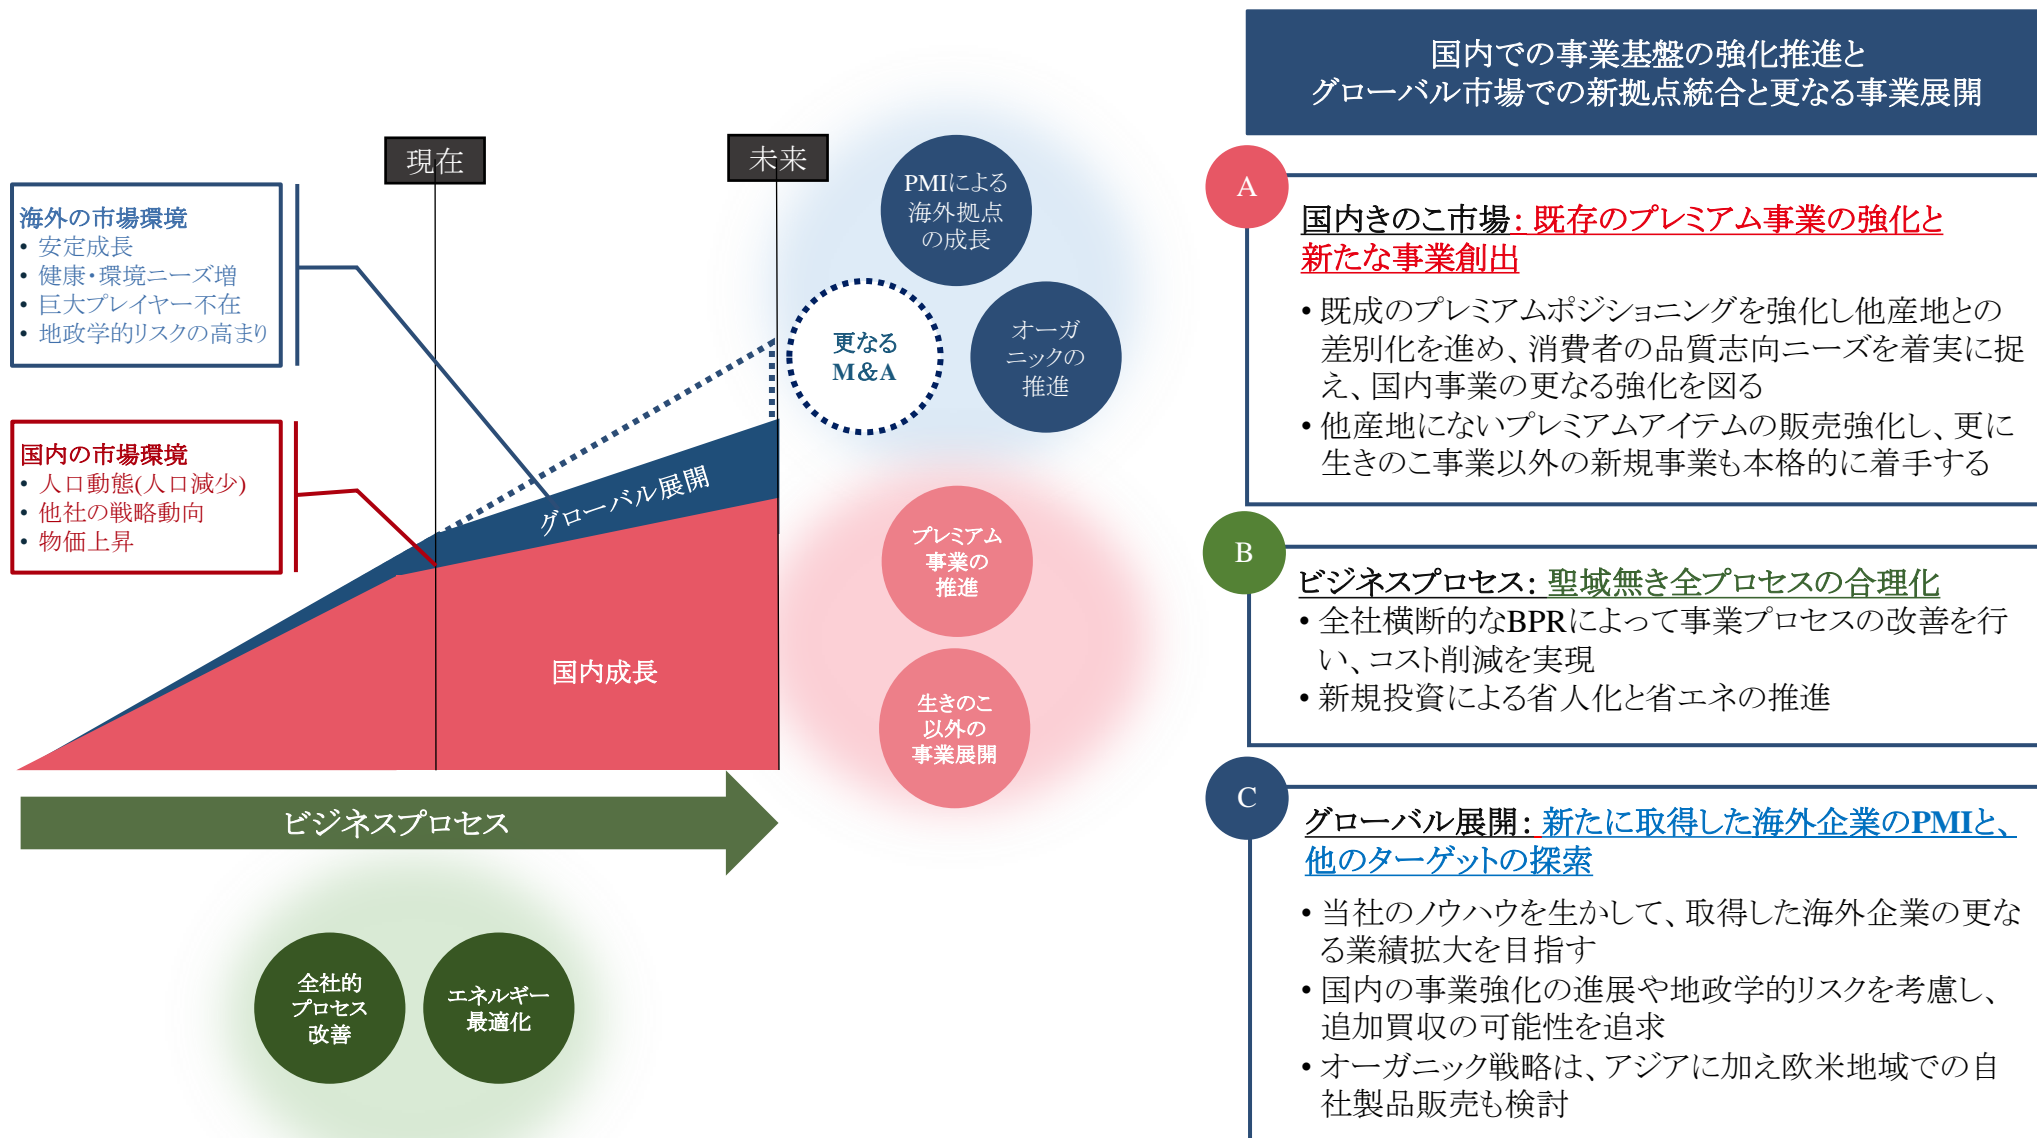 現在
未来
海外の市場環境
• 安定成長
• 健康・環境ニーズ増
• 巨大プレイヤー不在
• 地政学的リスクの高まり
国内の市場環境
• 人口動態(人口減少)
• 他社の戦略動向
• 物価上昇
グローバル展開
国内成長
ビジネスプロセス
PMIによる
海外拠点
の成長
更なる
M&A
オーガ
ニックの
推進
プレミアム
事業の
推進
生きのこ
以外の
事業展開
全社的
プロセス
改善
エネルギー
最適化
国内での事業基盤の強化推進と
グローバル市場での新拠点統合と更なる事業展開
A
国内きのこ市場：既存のプレミアム事業の強化と
新たな事業創出
• 既成のプレミアムポジショニングを強化し他産地との
差別化を進め、消費者の品質志向ニーズを着実に捉
え、国内事業の更なる強化を図る
• 他産地にないプレミアムアイテムの販売強化し、更に
生きのこ事業以外の新規事業も本格的に着手する
B
ビジネスプロセス：聖域無き全プロセスの合理化
• 全社横断的なBPRによって事業プロセスの改善を行
い、コスト削減を実現
• 新規投資による省人化と省エネの推進
C
グローバル展開：新たに取得した海外企業のPMIと、
他のターゲットの探索
• 当社のノウハウを生かして、取得した海外企業の更な
る業績拡大を目指す
• 国内の事業強化の進展や地政学的リスクを考慮し、
追加買収の可能性を追求
• オーガニック戦略は、アジアに加え欧米地域での自
社製品販売も検討